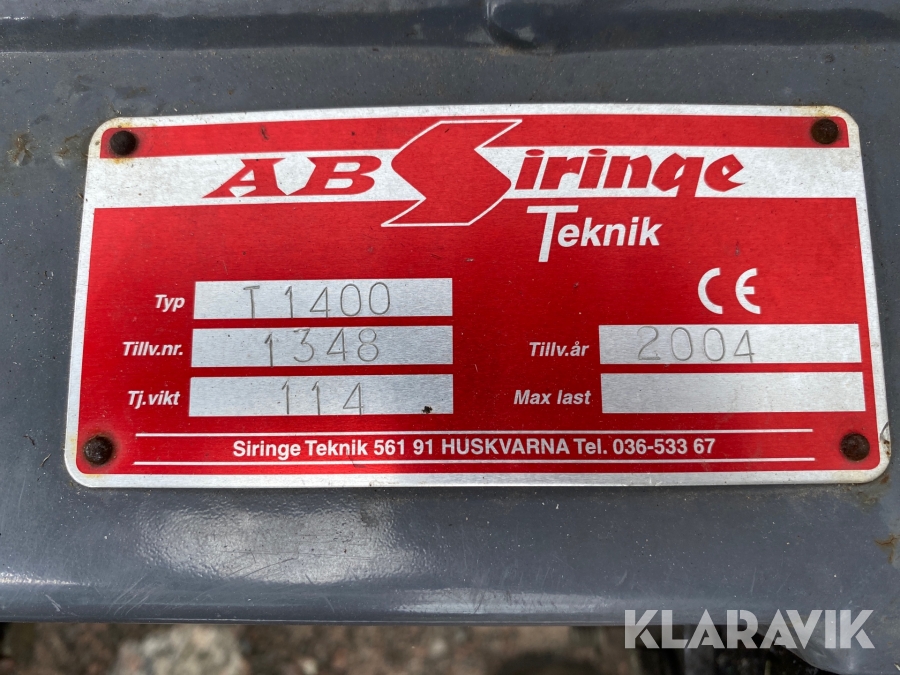 AB Siringe
Teknik
Typ T1400
Tillv.nr. 1348 Tillv.år 2004
Tj.vikt 114 Max last
CE
Siringe Teknik 561 91 HUSKVARNA Tel. 036-533 67
KLARAVIK